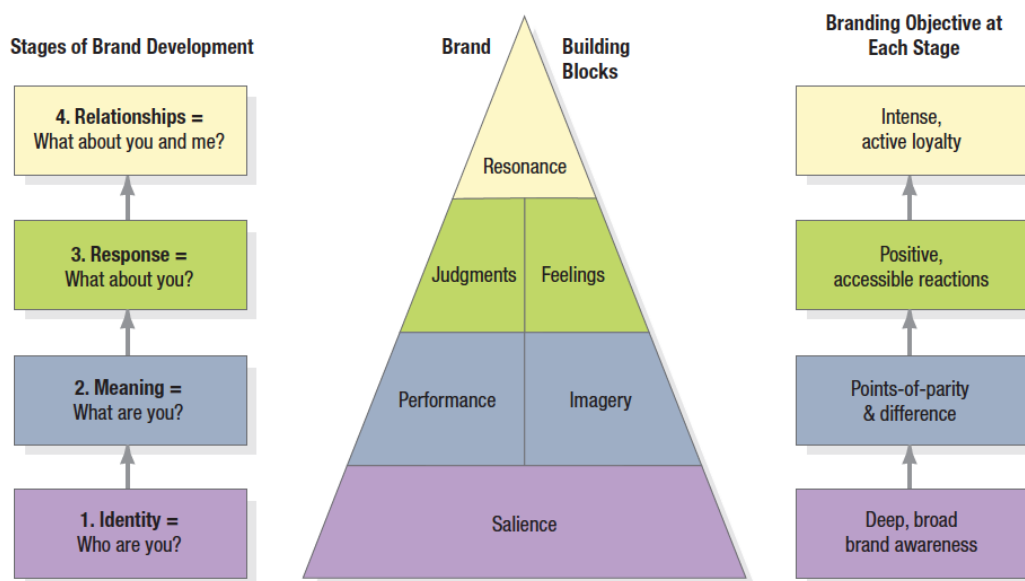 Stages of Brand Development
4. Relationships =
What about you and me?
3. Response =
What about you?
2. Meaning =
What are you?
1. Identity =
Who are you?
Brand
Building
Blocks
Resonance
Judgments
Feelings
Performance
Imagery
Salience
Branding Objective at
Each Stage
Intense,
active loyalty
Positive,
accessible reactions
Points-of-parity
& difference
Deep, broad
brand awareness